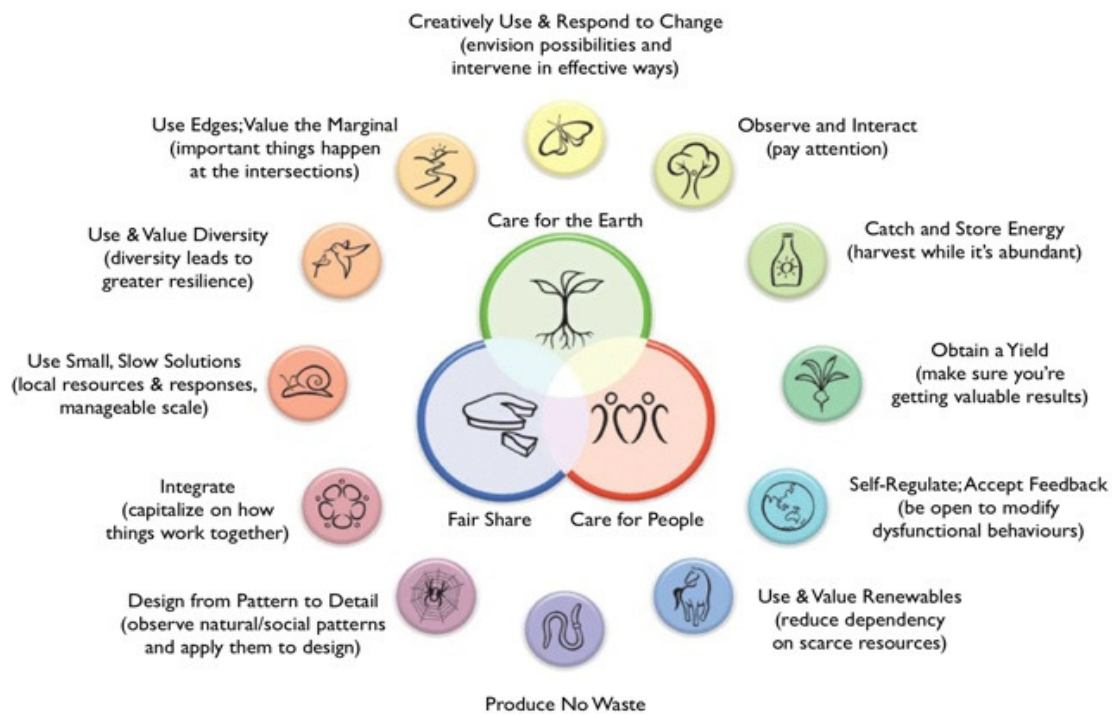 Creatively Use & Respond to Change
(envision possibilities and
intervene in effective ways)
Use Edges; Value the Marginal
(important things happen
at the intersections)
Observe and Interact
(pay attention)
Care for the Earth
Use & Value Diversity
(diversity leads to
greater resilience)
Catch and Store Energy
(harvest while it's abundant)
Use Small, Slow Solutions
(local resources & responses,
manageable scale)
Obtain a Yield
(make sure you're
getting valuable results)
Integrate
(capitalize on how
things work together)
Fair Share
Care for People
Self-Regulate; Accept Feedback
(be open to modify
dysfunctional behaviours)
Design from Pattern to Detail
(observe natural/social patterns
and apply them to design)
Use & Value Renewables
(reduce dependency
on scarce resources)
Produce No Waste